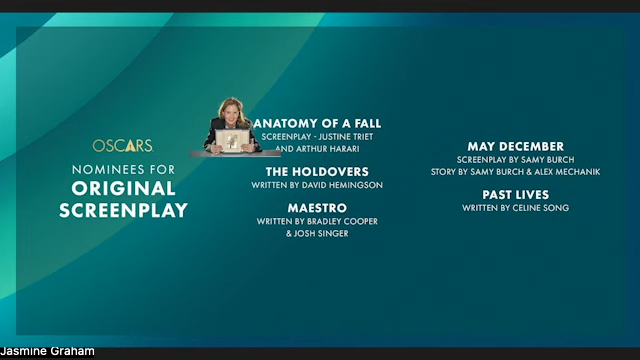 OSCARS
NOMINEES FOR
ORIGINAL
SCREENPLAY
ANATOMY OF A FALL
SCREENPLAY - JUSTINE TRIET
AND ARTHUR HARARI
THE HOLDOVERS
WRITTEN BY DAVID HEMINGSON
MAESTRO
WRITTEN BY BRADLEY COOPER
& JOSH SINGER
MAY DECEMBER
SCREENPLAY BY SAMY BURCH
STORY BY SAMY BURCH & ALEX MECHANIK
PAST LIVES
WRITTEN BY CELINE SONG
Jasmine Graham